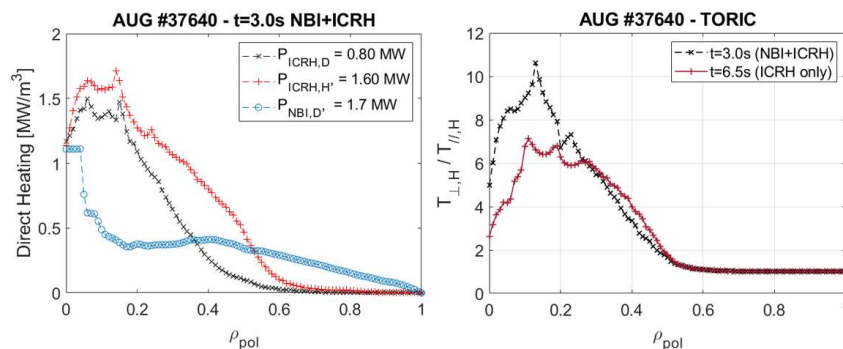 AUG #37640 - t=3.0s NBI+ICRH
2
1.5
1
0.5
0
Direct Heating [MW/m³]
P_ICRH,D = 0.80 MW
P_ICRH,H' = 1.60 MW
P_NBI,D' = 1.7 MW
0 0.2 0.4 0.6 0.8 1
ρ_pol
AUG #37640 - TORIC
12
10
8
6
4
2
0
T_⊥,H / T_//,H
t=3.0s (NBI+ICRH)
t=6.5s (ICRH only)
0 0.2 0.4 0.6 0.8 1
ρ_pol